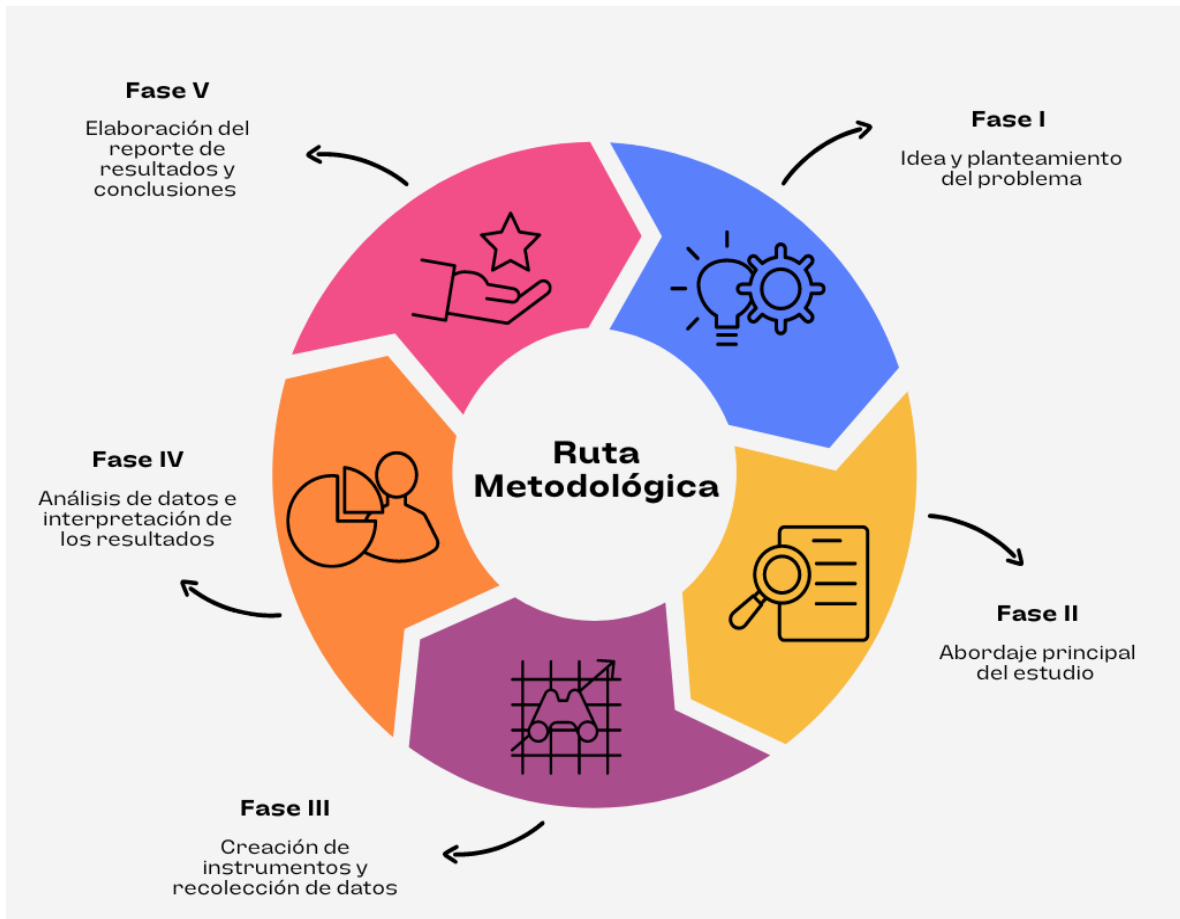 Ruta
Metodológica
Fase I
Idea y planteamiento
del problema
Fase II
Abordaje principal
del estudio
Fase III
Creación de
instrumentos y
recolección de datos
Fase IV
Análisis de datos e
interpretación de
los resultados
Fase V
Elaboración del
reporte de
resultados y
conclusiones